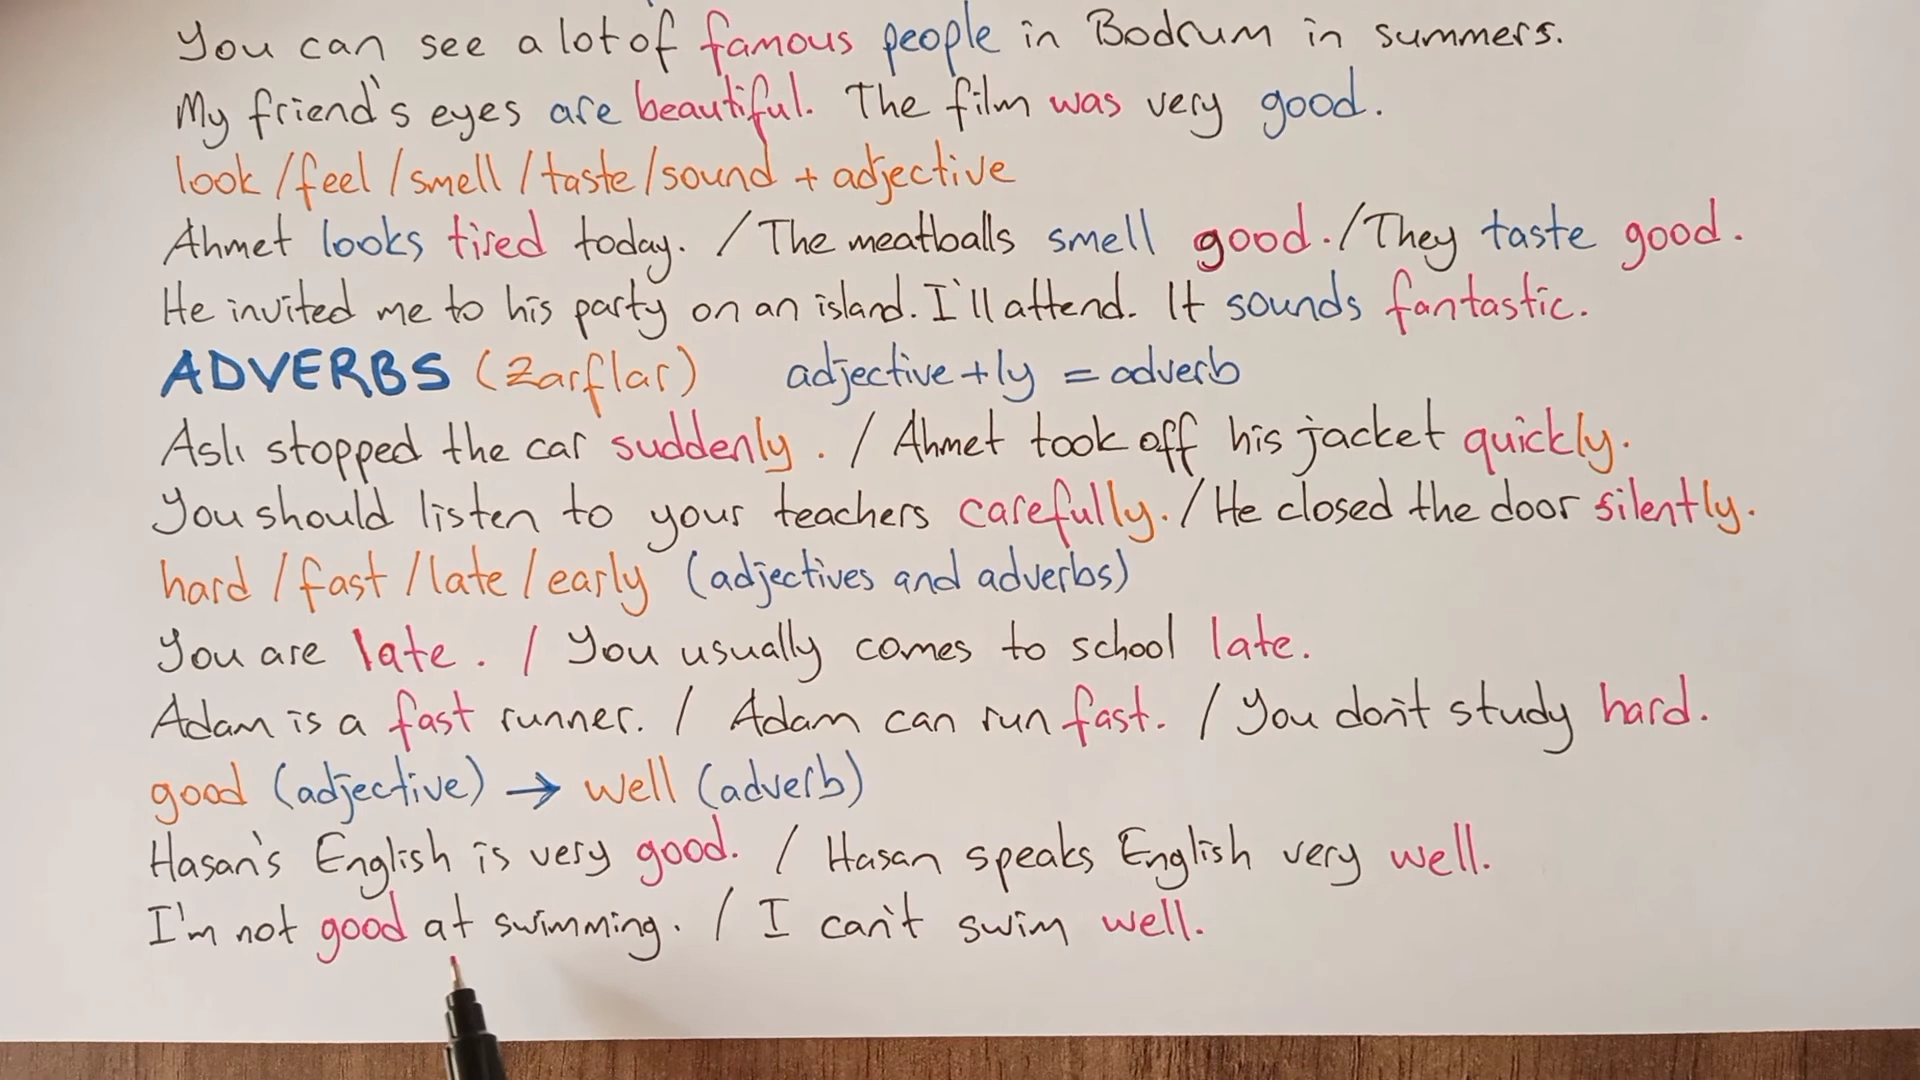 You can see a lot of famous people in Bodrum in summers.
My friend's eyes are beautiful. The film was very good.
look / feel / smell / taste / sound + adjective
Ahmet looks tired today. / The meatballs smell good. / They taste good.
He invited me to his party on an island. I'll attend. It sounds fantastic.
ADVERBS (Zarflar) adjective + ly = adverb
Aslı stopped the car suddenly. / Ahmet took off his jacket quickly.
You should listen to your teachers carefully. / He closed the door silently.
hard / fast / late / early (adjectives and adverbs)
You are late. / You usually comes to school late.
Adam is a fast runner. / Adam can run fast. / You don't study hard.
good (adjective) → well (adverb)
Hasan's English is very good. / Hasan speaks English very well.
I'm not good at swimming. / I can't swim well.